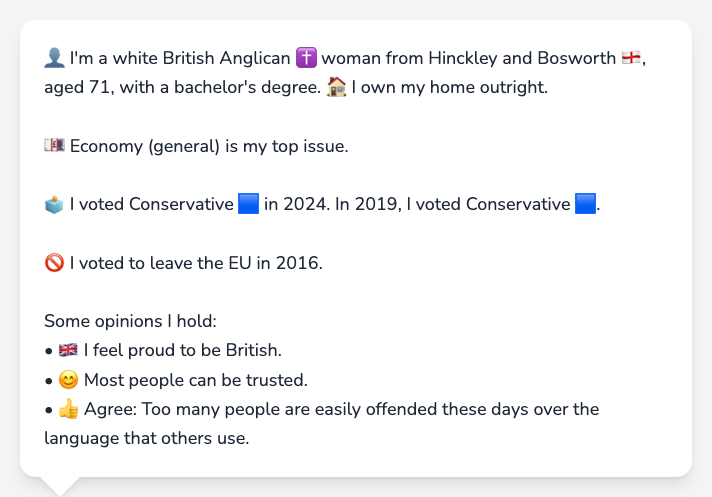 👤 I'm a white British Anglican ✝️ woman from Hinckley and Bosworth 🏴󠁧󠁢󠁥󠁮󠁧󠁿,
aged 71, with a bachelor's degree. 🏠 I own my home outright.
💷 Economy (general) is my top issue.
🗳️ I voted Conservative 🟦 in 2024. In 2019, I voted Conservative 🟦.
🚫 I voted to leave the EU in 2016.
Some opinions I hold:
• 🇬🇧 I feel proud to be British.
• 😊 Most people can be trusted.
• 👍 Agree: Too many people are easily offended these days over the
language that others use.